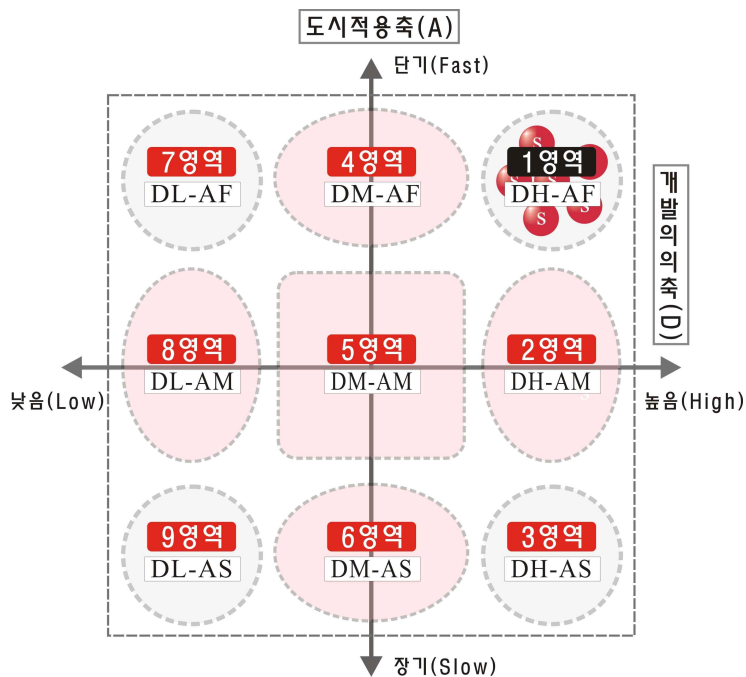 도시적용축(A)
단기(Fast)
7영역
DL-AF
4영역
DM-AF
S
S
S
S
S
1영역
DH-AF
개발의의축(D)
8영역
DL-AM
5영역
DM-AM
2영역
DH-AM
S
낮음(Low)
높음(High)
9영역
DL-AS
6영역
DM-AS
3영역
DH-AS
장기(Slow)